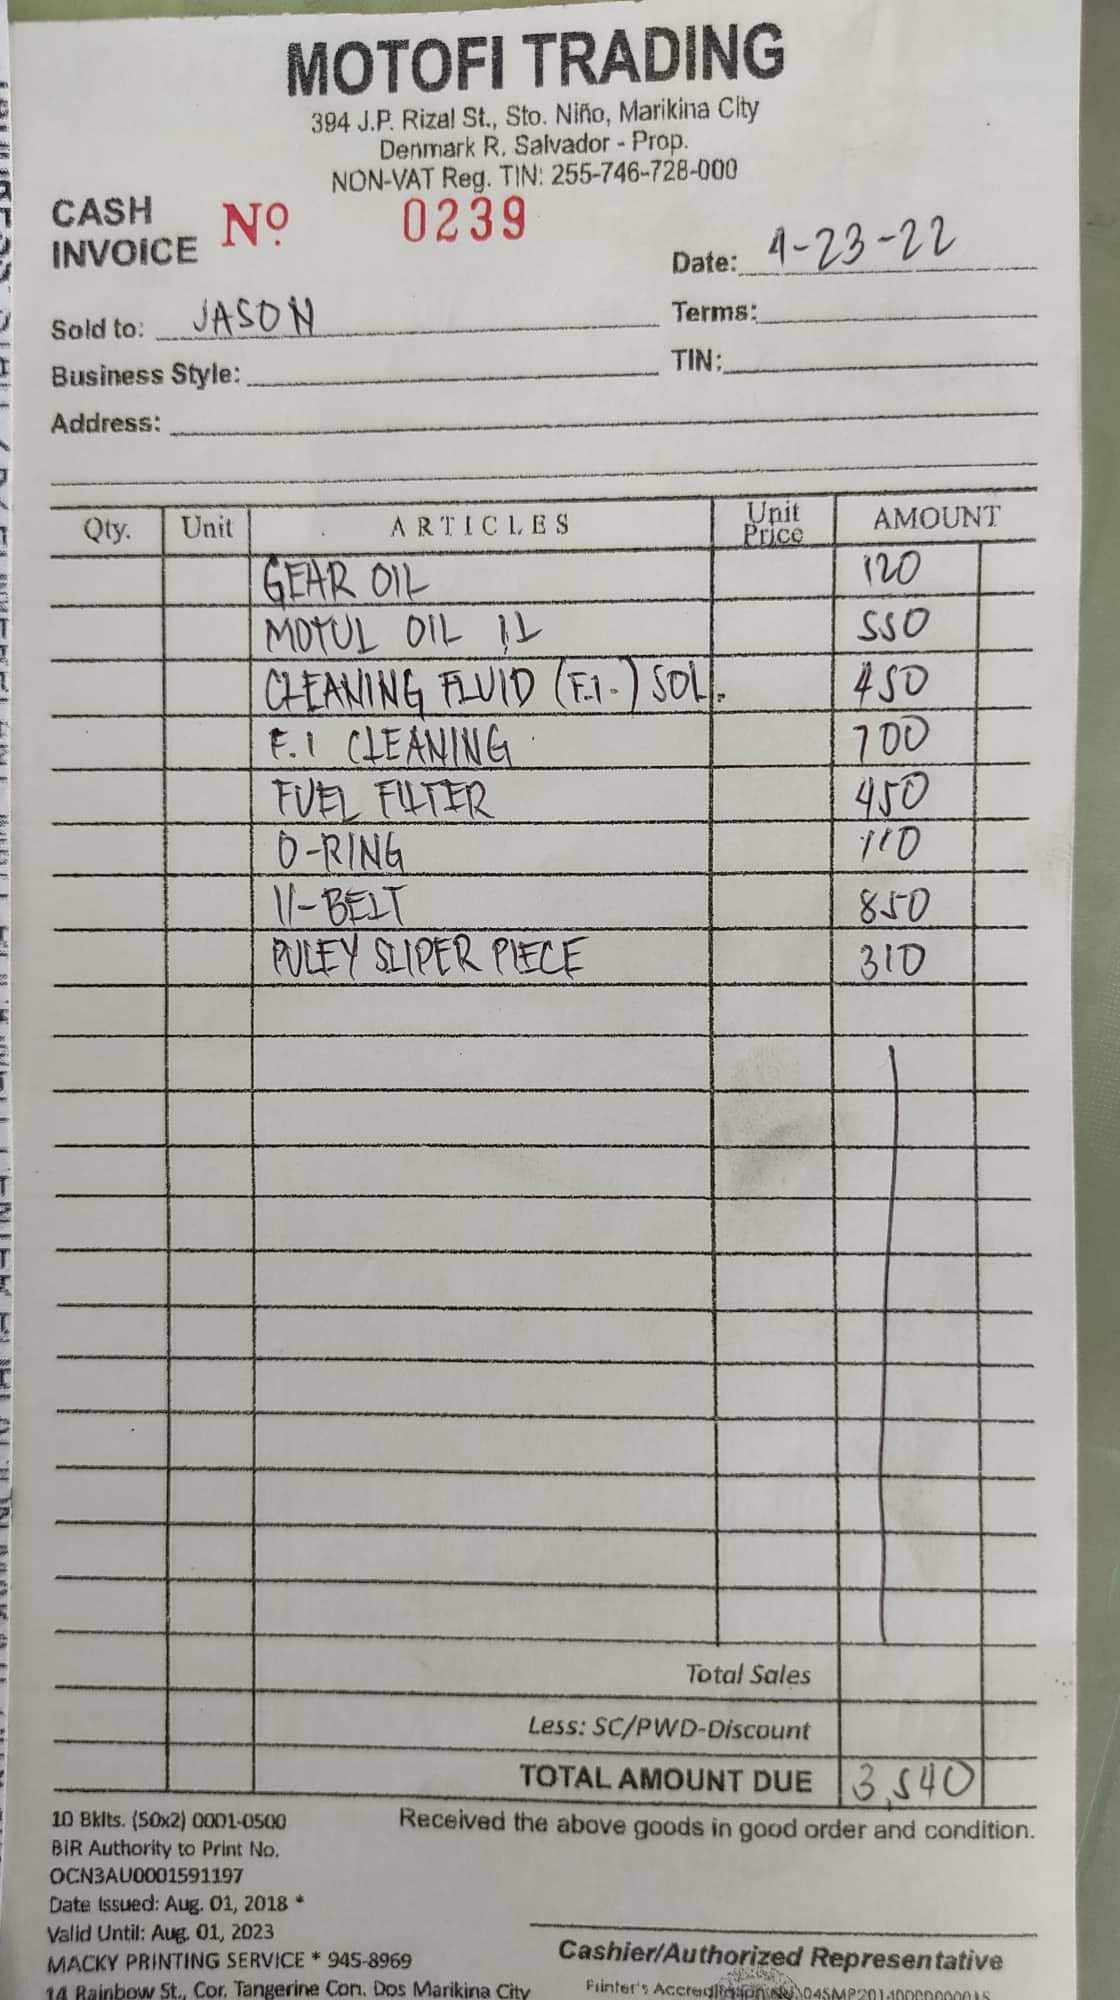 MOTOFI TRADING
394 J.P. Rizal St., Sto. Niño, Marikina City
Denmark R. Salvador - Prop.
NON-VAT Reg. TIN: 255-746-728-000
CASH INVOICE Nº 0239
Date: 4-23-22
Sold to: JASON
Terms:
Business Style:
TIN:
Address:
Qty. Unit ARTICLES Unit Price AMOUNT
GEAR OIL 120
MOTUL OIL 1L 550
CLEANING FLUID (F.I.) SOL. 450
F.I CLEANING 700
FUEL FILTER 450
O-RING 110
V-BELT 850
PULEY SLIPER PIECE 310
Total Sales
Less: SC/PWD-Discount
TOTAL AMOUNT DUE 3,540
10 Bklts. (50x2) 0001-0500
Received the above goods in good order and condition.
BIR Authority to Print No.
OCN3AU0001591197
Date Issued: Aug. 01, 2018 *
Valid Until: Aug. 01, 2023
MACKY PRINTING SERVICE * 945-8969
Cashier/Authorized Representative
14 Rainbow St., Cor. Tangerine Con. Dos Marikina City
Printer's Accreditation No.